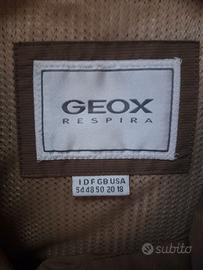 GEOX
RESPIRA
I D F GB USA
54 48 50 20 18
subito